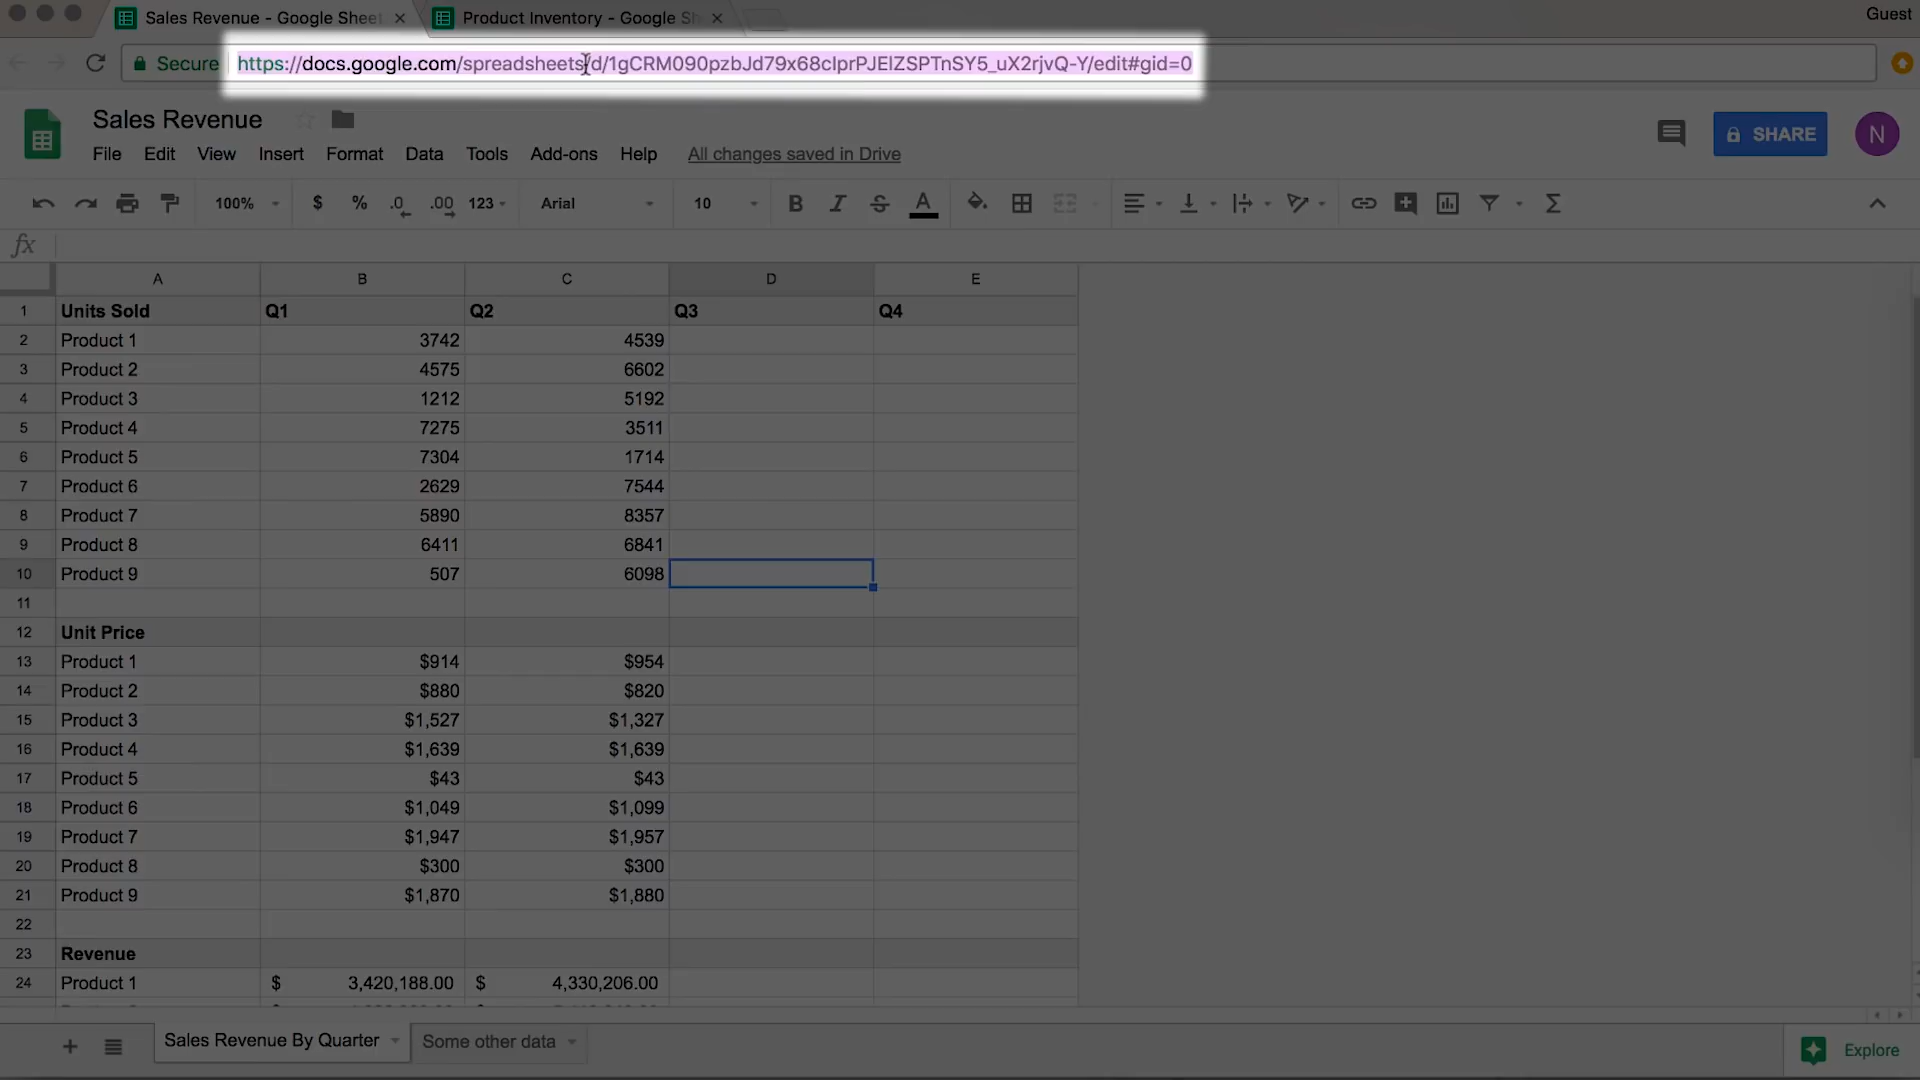 Sales Revenue - Google Sheet
Product Inventory - Google Sh
Guest
Secure
https://docs.google.com/spreadsheets/d/1gCRM090pzbJd79x68cIprPJElZSPTnSY5_uX2rjvQ-Y/edit#gid=0
Sales Revenue
SHARE
N
File Edit View Insert Format Data Tools Add-ons Help All changes saved in Drive
100% $ % .0 .00 123 Arial 10 B I S A Σ
fx
A B C D E
1 Units Sold Q1 Q2 Q3 Q4
2 Product 1 3742 4539
3 Product 2 4575 6602
4 Product 3 1212 5192
5 Product 4 7275 3511
6 Product 5 7304 1714
7 Product 6 2629 7544
8 Product 7 5890 8357
9 Product 8 6411 6841
10 Product 9 507 6098
11
12 Unit Price
13 Product 1 $914 $954
14 Product 2 $880 $820
15 Product 3 $1,527 $1,327
16 Product 4 $1,639 $1,639
17 Product 5 $43 $43
18 Product 6 $1,049 $1,099
19 Product 7 $1,947 $1,957
20 Product 8 $300 $300
21 Product 9 $1,870 $1,880
22
23 Revenue
24 Product 1 $ 3,420,188.00 $ 4,330,206.00
Sales Revenue By Quarter
Some other data
Explore